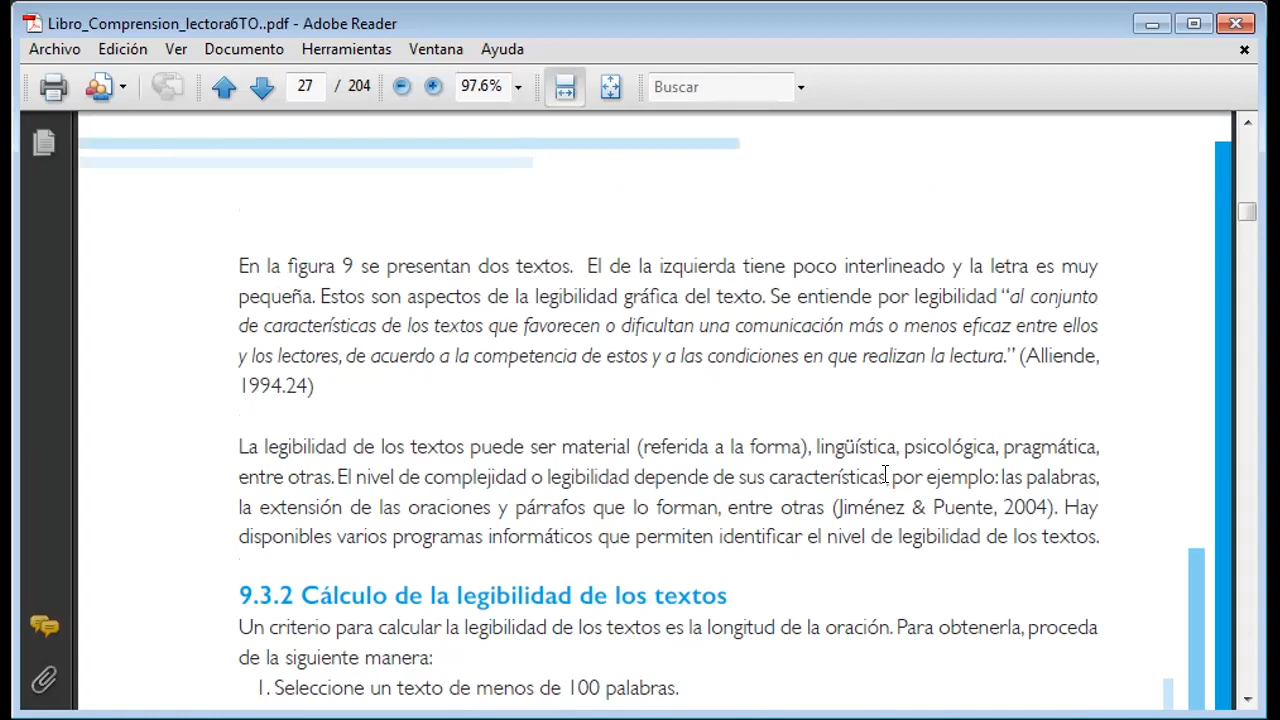 Libro_Comprension_lectora6TO..pdf - Adobe Reader
Archivo Edición Ver Documento Herramientas Ventana Ayuda
27 / 204 97.6% Buscar
En la figura 9 se presentan dos textos. El de la izquierda tiene poco interlineado y la letra es muy
pequeña. Estos son aspectos de la legibilidad gráfica del texto. Se entiende por legibilidad “al conjunto
de características de los textos que favorecen o dificultan una comunicación más o menos eficaz entre ellos
y los lectores, de acuerdo a la competencia de estos y a las condiciones en que realizan la lectura.” (Alliende,
1994.24)
La legibilidad de los textos puede ser material (referida a la forma), lingüística, psicológica, pragmática,
entre otras. El nivel de complejidad o legibilidad depende de sus características, por ejemplo: las palabras,
la extensión de las oraciones y párrafos que lo forman, entre otras (Jiménez & Puente, 2004). Hay
disponibles varios programas informáticos que permiten identificar el nivel de legibilidad de los textos.
9.3.2 Cálculo de la legibilidad de los textos
Un criterio para calcular la legibilidad de los textos es la longitud de la oración. Para obtenerla, proceda
de la siguiente manera:
1. Seleccione un texto de menos de 100 palabras.